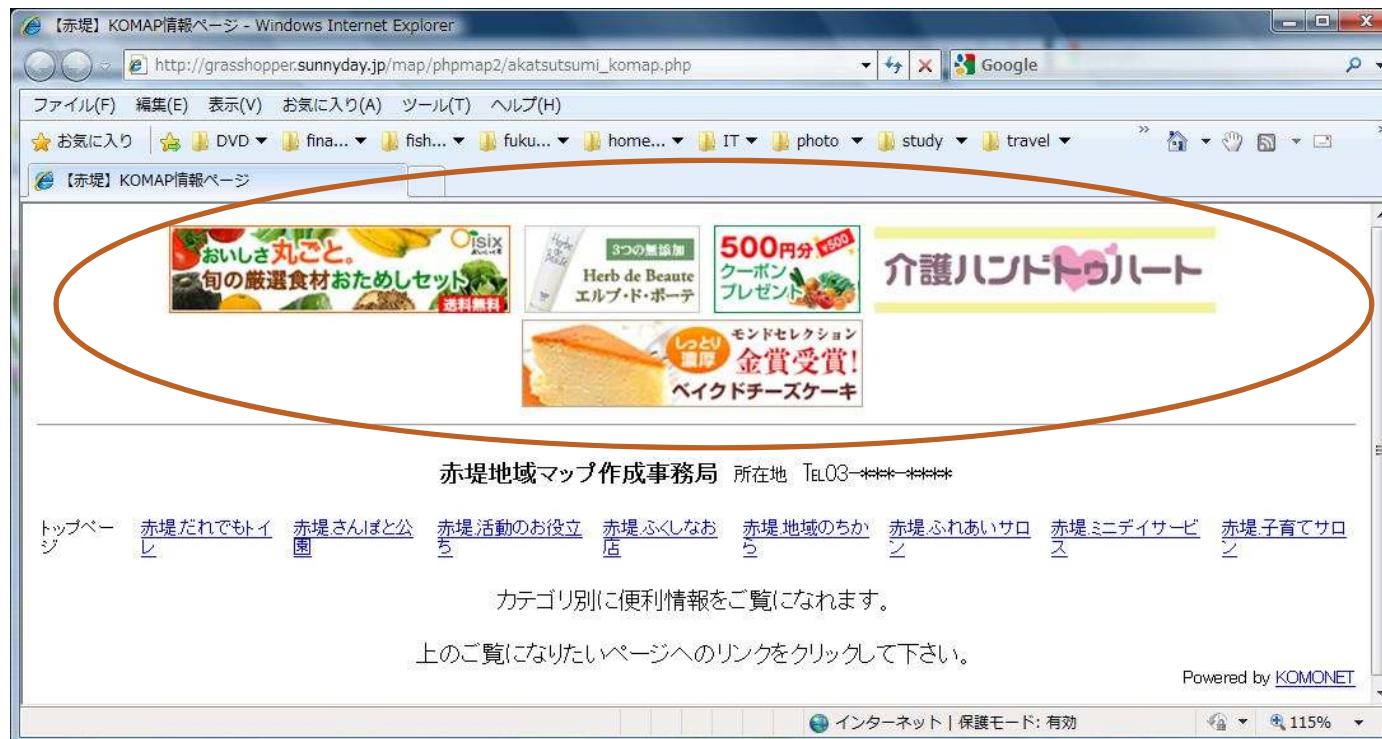 【赤堤】KOMAP情報ページ - Windows Internet Explorer
http://grasshopper.sunnyday.jp/map/phpmap2/akatsutsumi_komap.php
Google
ファイル(F) 編集(E) 表示(V) お気に入り(A) ツール(T) ヘルプ(H)
お気に入り DVD fina... fish... fuku... home... IT photo study travel
【赤堤】KOMAP情報ページ
おいしさ丸ごと。
旬の厳選食材おためしセット
Oisix
送料無料
3つの無添加
Herb de Beaute
エルブ・ド・ボーテ
500円分
¥500
クーポン
プレゼント
介護ハンドトゥハート
しっとり
濃厚
モンドセレクション
金賞受賞!
ベイクドチーズケーキ
赤堤地域マップ作成事務局 所在地 TEL03-****-****
トップページ
赤堤.だれでもトイレ
赤堤.さんぽと公園
赤堤.活動のお役立ち
赤堤.ふくしなお店
赤堤.地域のちから
赤堤.ふれあいサロン
赤堤.ミニデイサービス
赤堤.子育てサロン
カテゴリ別に便利情報をご覧になれます。
上のご覧になりたいページへのリンクをクリックして下さい。
Powered by KOMONET
インターネット | 保護モード: 有効
115%